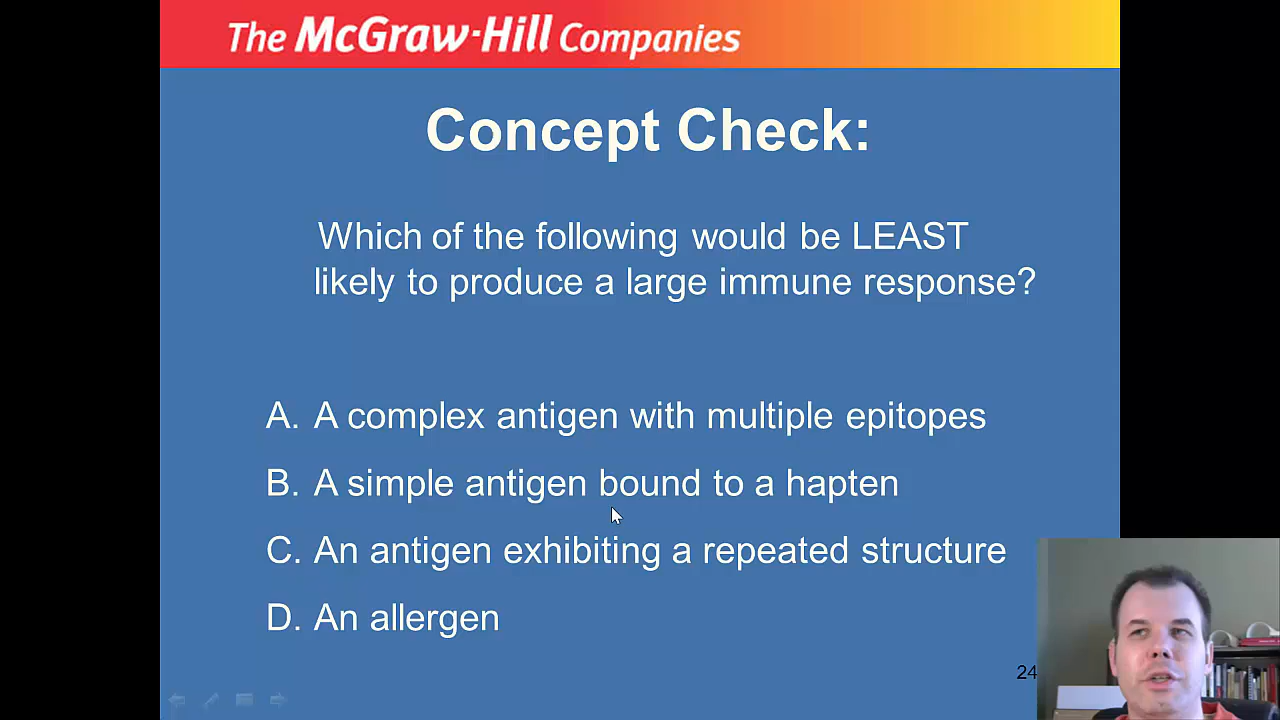 The McGraw-Hill Companies
Concept Check:
Which of the following would be LEAST
likely to produce a large immune response?
A. A complex antigen with multiple epitopes
B. A simple antigen bound to a hapten
C. An antigen exhibiting a repeated structure
D. An allergen
24